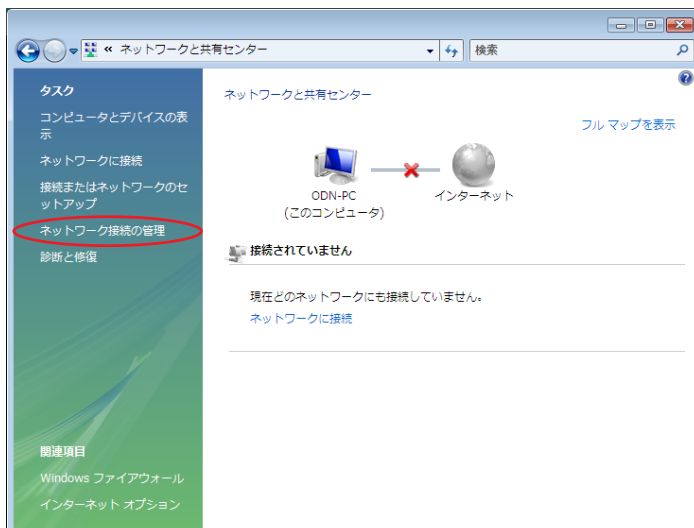 « ネットワークと共有センター
検索
タスク
コンピュータとデバイスの表
示
ネットワークに接続
接続またはネットワークのセ
ットアップ
ネットワーク接続の管理
診断と修復
関連項目
Windows ファイアウォール
インターネット オプション
ネットワークと共有センター
フル マップを表示
ODN-PC
(このコンピュータ)
インターネット
接続されていません
現在どのネットワークにも接続していません。
ネットワークに接続